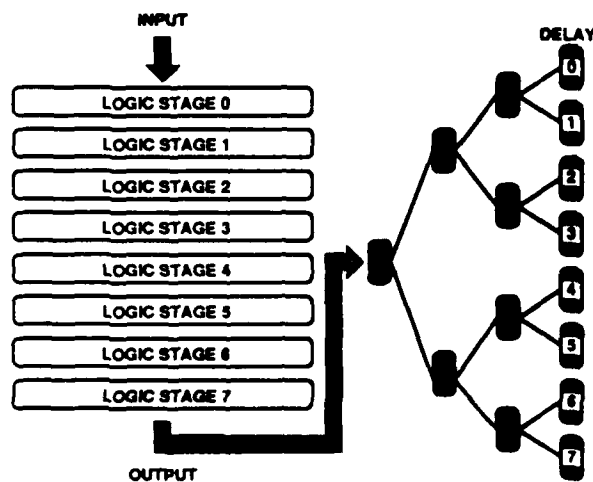 INPUT
LOGIC STAGE 0
LOGIC STAGE 1
LOGIC STAGE 2
LOGIC STAGE 3
LOGIC STAGE 4
LOGIC STAGE 5
LOGIC STAGE 6
LOGIC STAGE 7
OUTPUT
DELAY
0
1
2
3
4
5
6
7